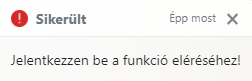 Sikerült Épp most
Jelentkezzen be a funkció eléréséhez!